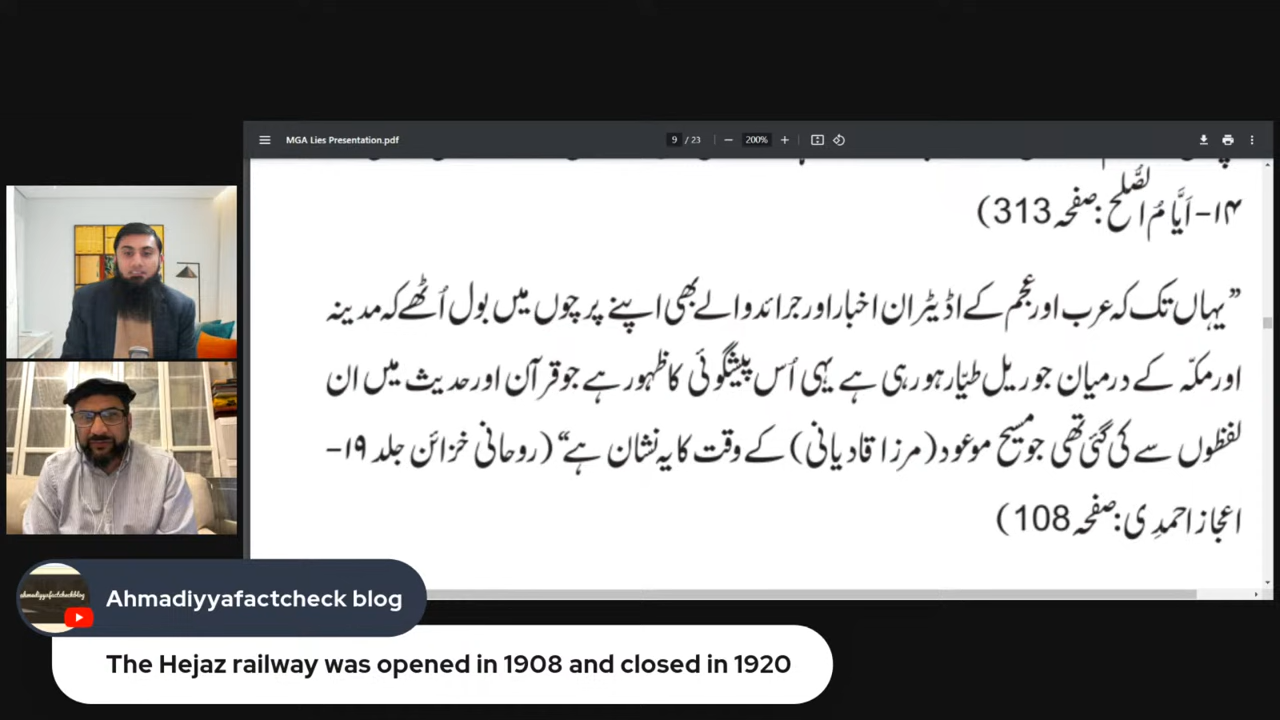 MGA Lies Presentation.pdf
9 / 23
200%
۱۴- اَیَّامُ الصُّلح: صفحہ 313)
”یہاں تک کہ عرب اور عجم کے اڈیٹران اخبار اور جرائد والے بھی اپنے پرچوں میں بول اُٹھے کہ مدینہ
اور مکّہ کے درمیان جو ریل طیّار ہو رہی ہے یہی اُس پیشگوئی کا ظہور ہے جو قرآن اور حدیث میں ان
لفظوں سے کی گئی تھی جو مسیح موعود (مرزا قادیانی) کے وقت کا یہ نشان ہے“ (روحانی خزائن جلد ۱۹-
اعجاز احمدِی: صفحہ 108)
Ahmadiyyafactcheck blog
The Hejaz railway was opened in 1908 and closed in 1920